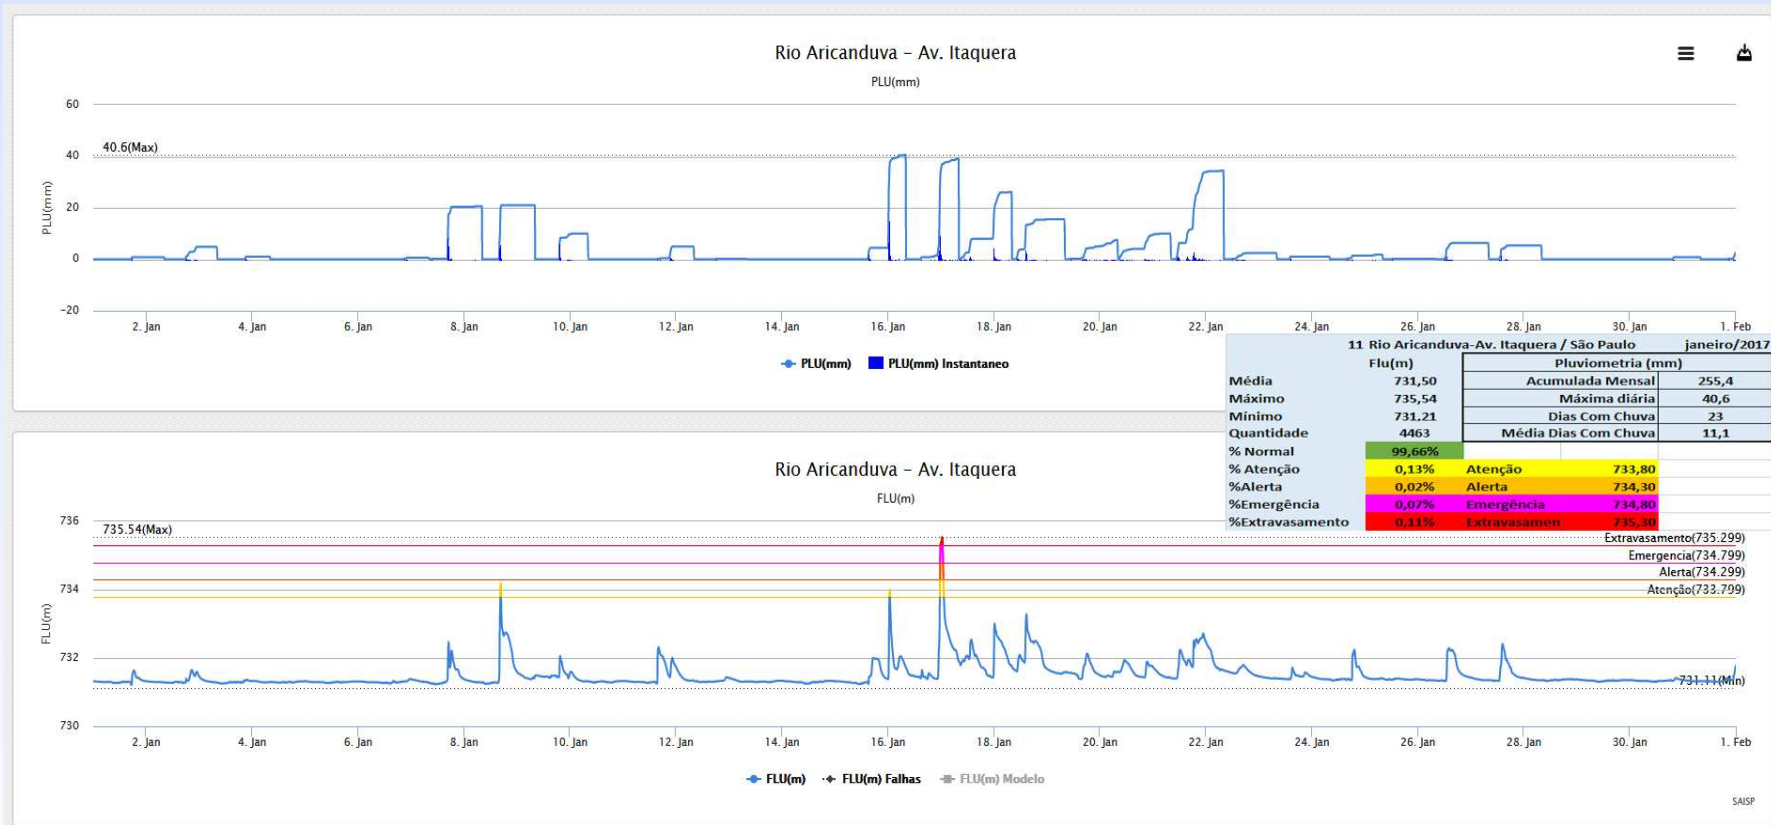 Rio Aricanduva - Av. Itaquera
PLU(mm)
60
40.6(Max)
40
20
0
-20
PLU(mm)
2. Jan 4. Jan 6. Jan 8. Jan 10. Jan 12. Jan 14. Jan 16. Jan 18. Jan 20. Jan 22. Jan 24. Jan 26. Jan 28. Jan 30. Jan 1. Feb
PLU(mm) PLU(mm) Instantaneo
11 Rio Aricanduva-Av. Itaquera / São Paulo janeiro/2017
Flu(m) Pluviometria (mm)
Média 731,50 Acumulada Mensal 255,4
Máximo 735,54 Máxima diária 40,6
Mínimo 731.21 Dias Com Chuva 23
Quantidade 4463 Média Dias Com Chuva 11,1
% Normal 99,66%
% Atenção 0,13% Atenção 733,80
%Alerta 0,02% Alerta 734,30
%Emergência 0,07% Emergência 734,80
%Extravasamento 0,11% Extravasamen 735,30
Rio Aricanduva - Av. Itaquera
FLU(m)
736
735.54(Max)
Extravasamento(735.299)
Emergencia(734.799)
Alerta(734.299)
734
Atenção(733.799)
732
731.11(Min)
730
FLU(m)
2. Jan 4. Jan 6. Jan 8. Jan 10. Jan 12. Jan 14. Jan 16. Jan 18. Jan 20. Jan 22. Jan 24. Jan 26. Jan 28. Jan 30. Jan 1. Feb
FLU(m) FLU(m) Falhas FLU(m) Modelo
SAISP